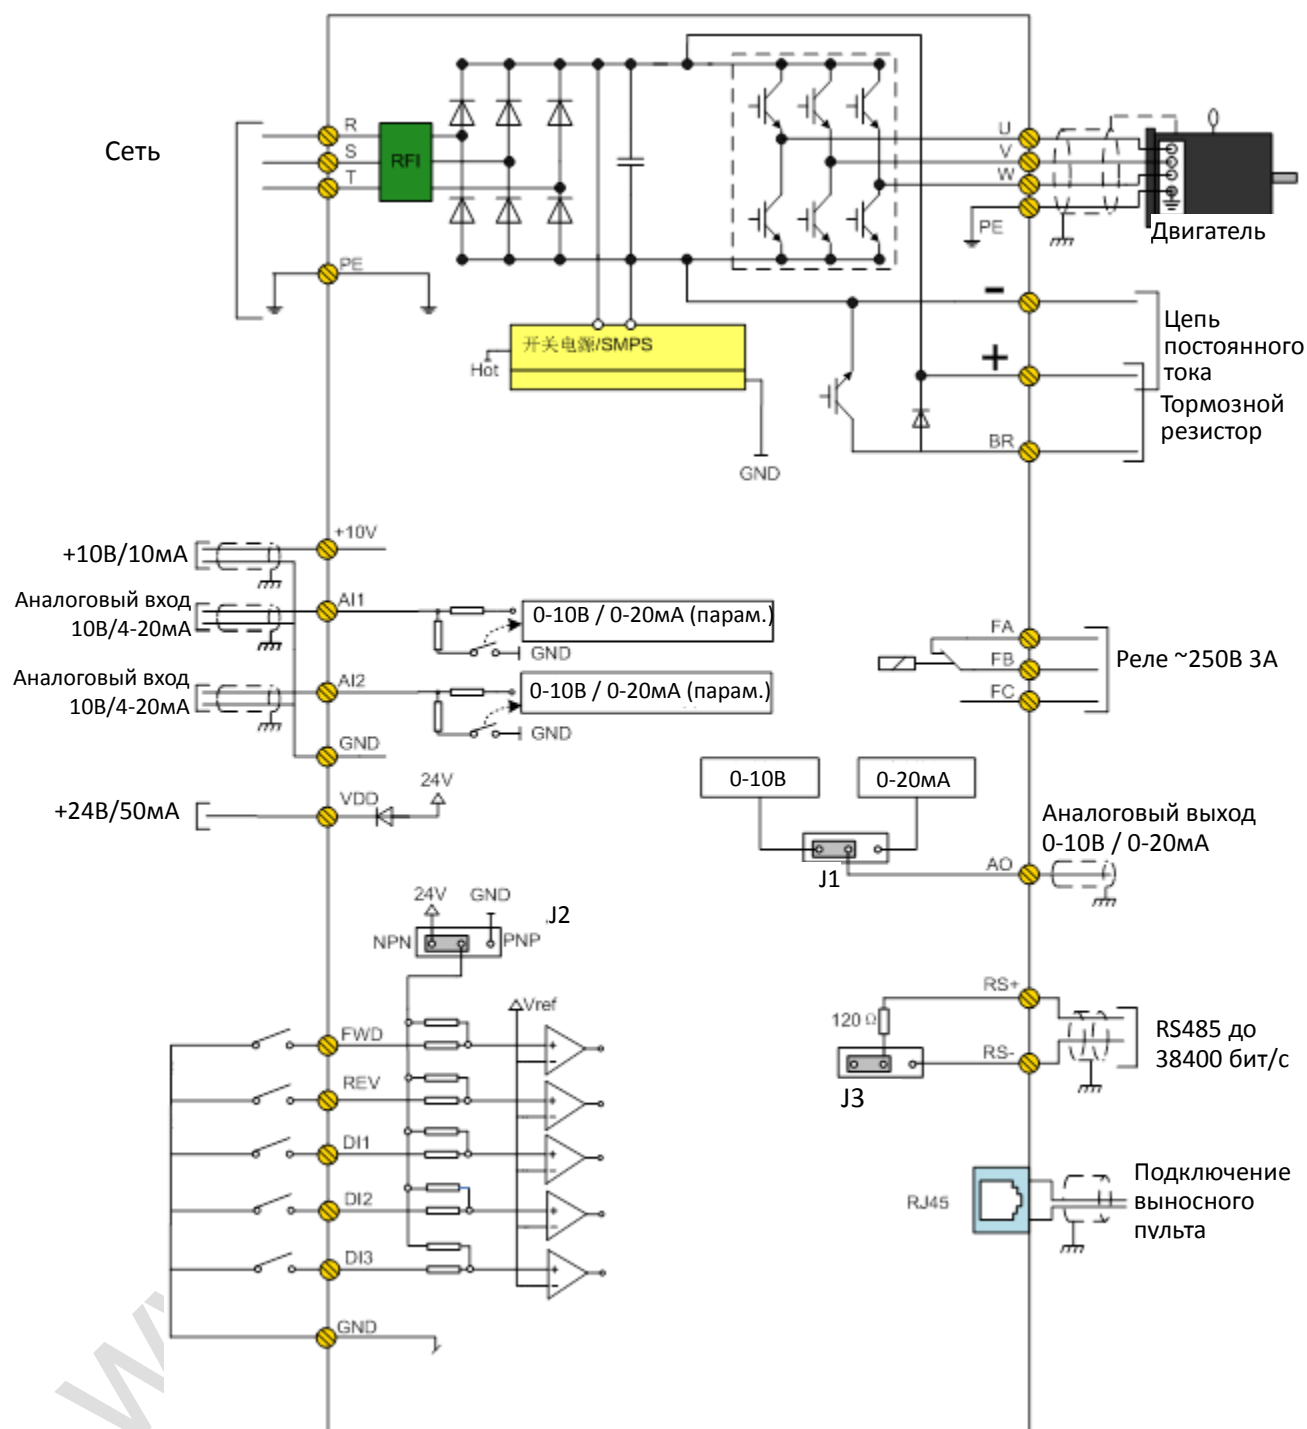 Сеть
R
S
T
RFI
PE
U
V
W
PE
Двигатель
-
+
BR
Цепь
постоянного
тока
Тормозной
резистор
开关电源/SMPS
Hot
GND
+10V
+10В/10мА
Аналоговый вход
10В/4-20мА
AI1
0-10В / 0-20мА (парам.)
GND
Аналоговый вход
10В/4-20мА
AI2
0-10В / 0-20мА (парам.)
GND
GND
+24В/50мА
VDD
24V
FA
FB
FC
Реле ~250В 3А
0-10В
0-20мА
J1
AO
Аналоговый выход
0-10В / 0-20мА
24V
GND
J2
NPN
PNP
Vref
FWD
REV
DI1
DI2
DI3
GND
RS+
120 Ω
RS-
J3
RS485 до
38400 бит/с
RJ45
Подключение
выносного
пульта